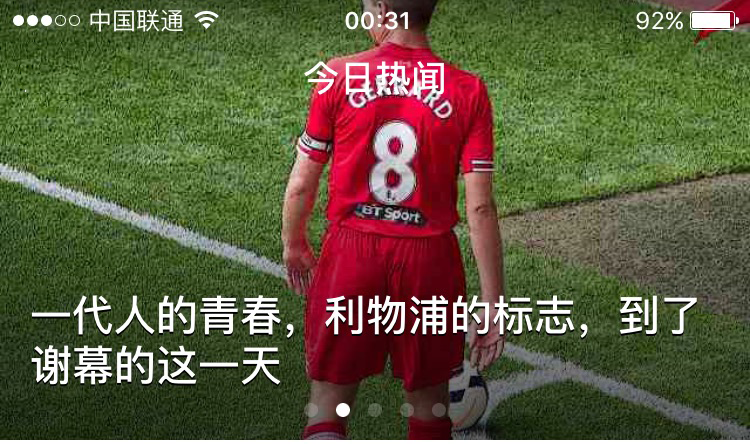 中国联通
00:31
92%
今日热闻
GERRARD
8
BT Sport
一代人的青春，利物浦的标志，到了
谢幕的这一天